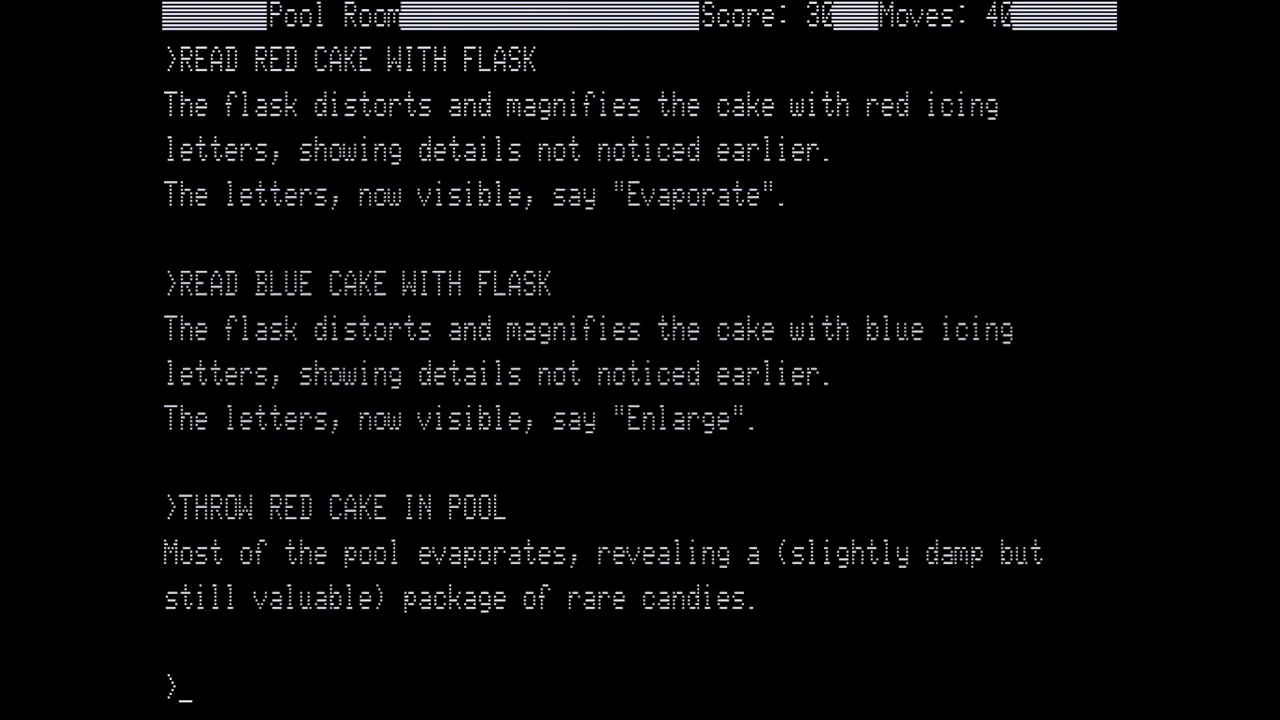 Pool Room Score: 30 Moves: 40
>READ RED CAKE WITH FLASK
The flask distorts and magnifies the cake with red icing
letters, showing details not noticed earlier.
The letters, now visible, say "Evaporate".
>READ BLUE CAKE WITH FLASK
The flask distorts and magnifies the cake with blue icing
letters, showing details not noticed earlier.
The letters, now visible, say "Enlarge".
>THROW RED CAKE IN POOL
Most of the pool evaporates, revealing a (slightly damp but
still valuable) package of rare candies.
>_